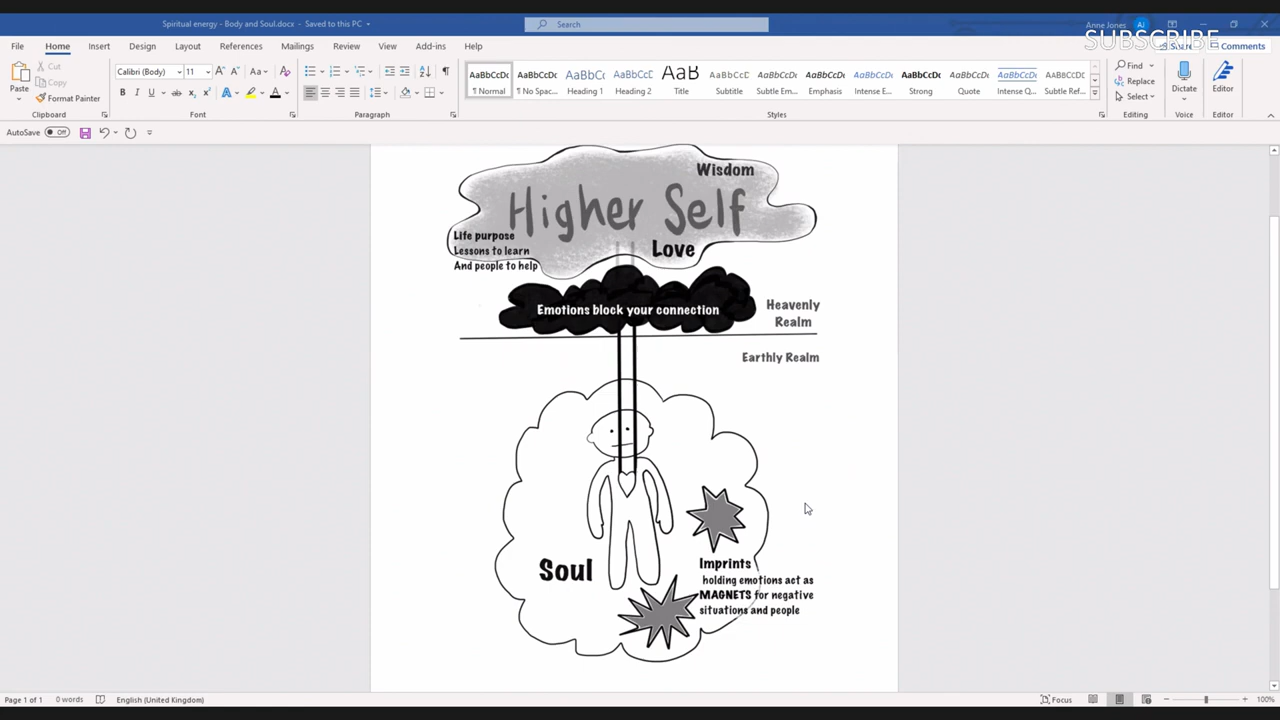 Spiritual energy - Body and Soul.docx - Saved to this PC
Search
Anne Jones
AJ
SUBSCRIBE
File Home Insert Design Layout References Mailings Review View Add-ins Help
Share
Comments
Paste
Cut
Copy
Format Painter
Clipboard
Calibri (Body)
11
Font
Paragraph
AaBbCcDc AaBbCcDc AaBbCc AaBbCcD AaB AaBbCcD AaBbCcDc AaBbCcDc AaBbCcDc AaBbCcDc AaBbCcDc AaBbCcDc AABBCCDC
¶ Normal ¶ No Spac... Heading 1 Heading 2 Title Subtitle Subtle Em... Emphasis Intense E... Strong Quote Intense Q... Subtle Ref...
Styles
Find
Replace
Select
Editing
Dictate
Voice
Editor
Editor
AutoSave Off
Wisdom
Higher Self
Life purpose
Lessons to learn
And people to help
Love
Emotions block your connection
Heavenly
Realm
Earthly Realm
Soul
Imprints
holding emotions act as
MAGNETS for negative
situations and people
Page 1 of 1 0 words English (United Kingdom)
Focus
100%